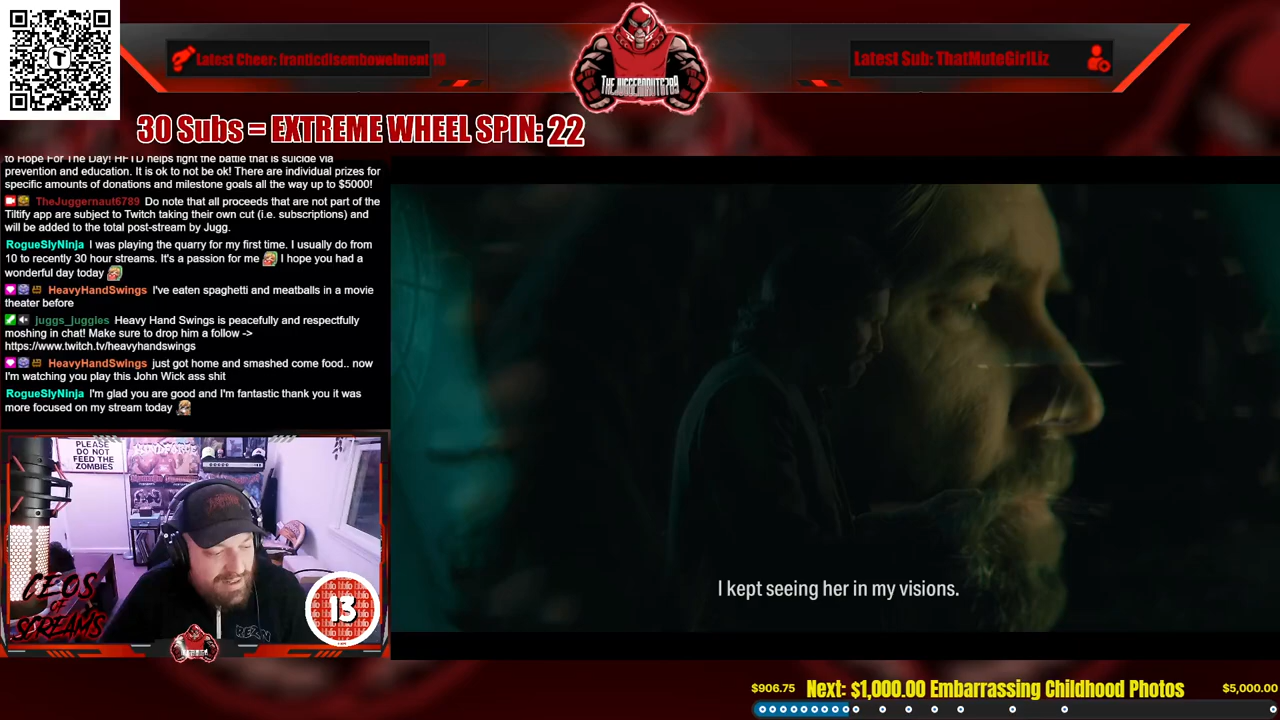 Latest Cheer: franticdisembowelment 10
THEJUGGERNAUT6789
Latest Sub: ThatMuteGirlLiz
30 Subs = EXTREME WHEEL SPIN: 22
to Hope For The Day! HFTD helps fight the battle that is suicide via
prevention and education. It is ok to not be ok! There are individual prizes for
specific amounts of donations and milestone goals all the way up to $5000!
TheJuggernaut6789 Do note that all proceeds that are not part of the
Tiltify app are subject to Twitch taking their own cut (i.e. subscriptions) and
will be added to the total post-stream by Jugg.
RogueSlyNinja I was playing the quarry for my first time. I usually do from
10 to recently 30 hour streams. It's a passion for me I hope you had a
wonderful day today
HeavyHandSwings I've eaten spaghetti and meatballs in a movie
theater before
juggs_juggles Heavy Hand Swings is peacefully and respectfully
moshing in chat! Make sure to drop him a follow ->
https://www.twitch.tv/heavyhandswings
HeavyHandSwings just got home and smashed come food.. now
I'm watching you play this John Wick ass shit
RogueSlyNinja I'm glad you are good and I'm fantastic thank you it was
more focused on my stream today
PLEASE
DO NOT
FEED THE
ZOMBIES
CEOS
OF
SCREAMS
13
I kept seeing her in my visions.
$906.75 Next: $1,000.00 Embarrassing Childhood Photos $5,000.00